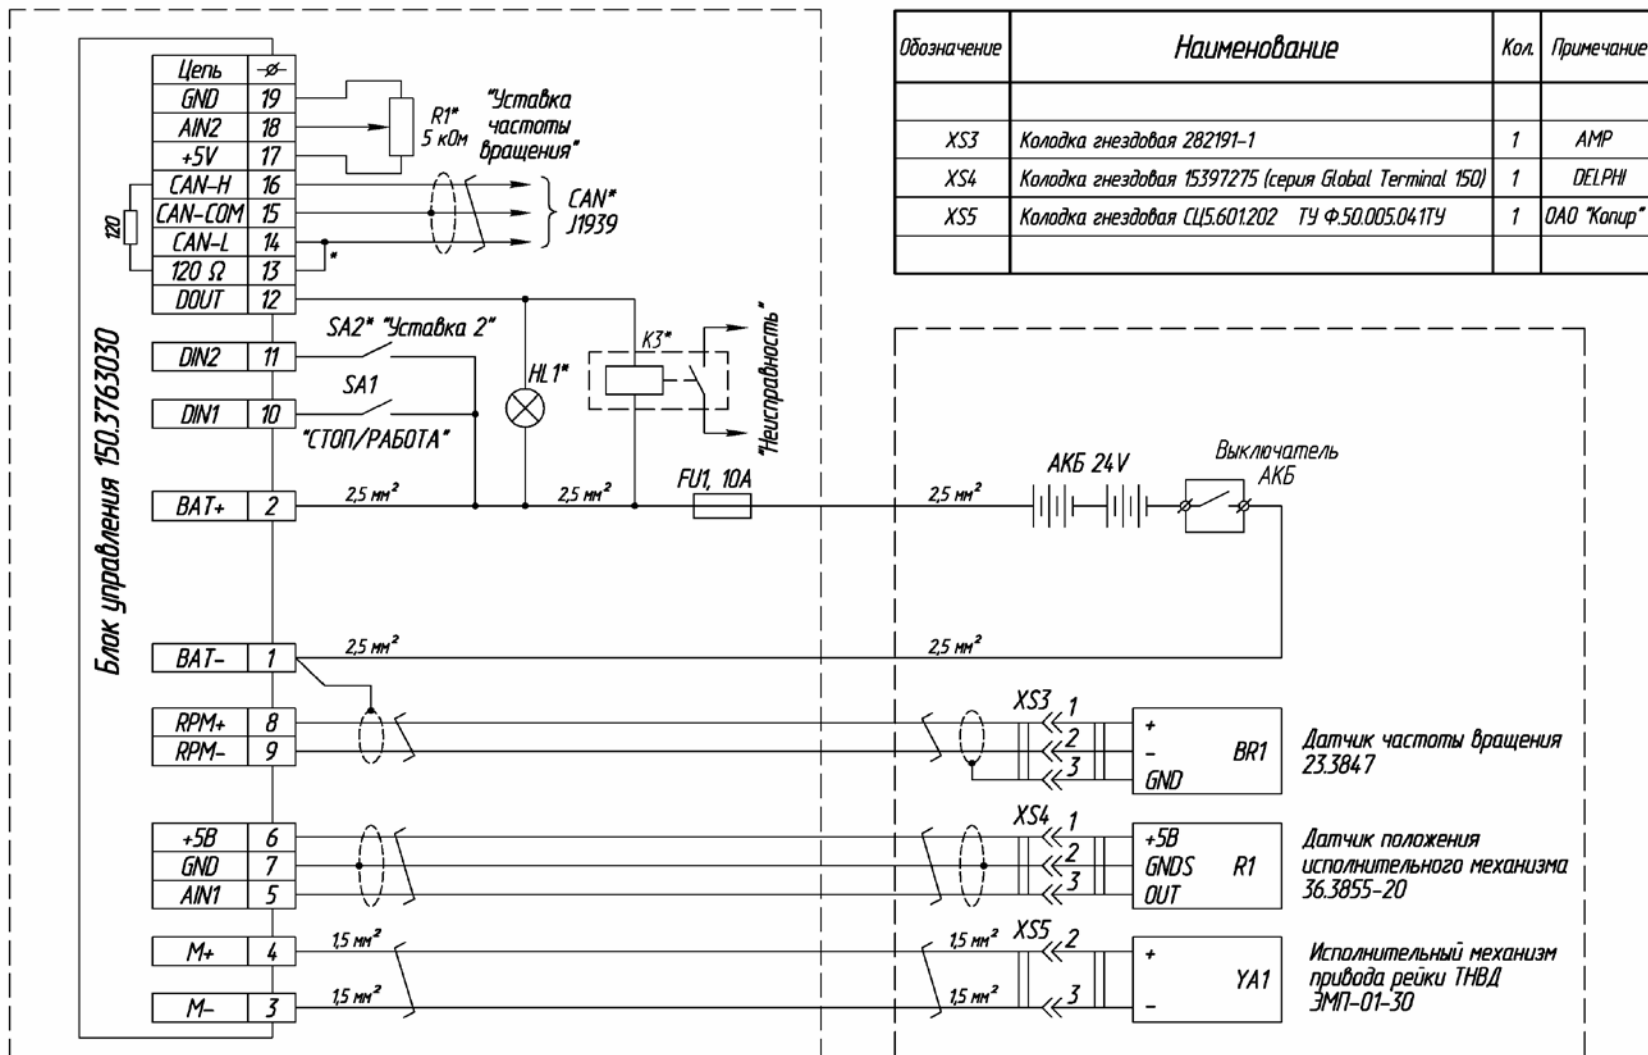 Блок управления 150.3763030
Цепь -Ø-
GND 19
AIN2 18
+5V 17
CAN-H 16
CAN-COM 15
CAN-L 14
120 Ω 13
DOUT 12
DIN2 11
DIN1 10
BAT+ 2
BAT- 1
RPM+ 8
RPM- 9
+5В 6
GND 7
AIN1 5
M+ 4
M- 3
120
R1*
5 кОм
"Уставка
частоты
вращения"
CAN*
J1939
*
SA2* "Уставка 2"
SA1
"СТОП/РАБОТА"
HL1*
K3*
"Неисправность"
FU1, 10А
2,5 мм²
2,5 мм²
2,5 мм²
АКБ 24V
Выключатель
АКБ
2,5 мм²
2,5 мм²
XS3
1
2
3
+
-
GND
BR1
Датчик частоты вращения
23.3847
XS4
1
2
3
+5В
GNDS
OUT
R1
Датчик положения
исполнительного механизма
36.3855-20
1,5 мм²
1,5 мм²
1,5 мм²
1,5 мм²
XS5
2
3
+
-
YA1
Исполнительный механизм
привода рейки ТНВД
ЭМП-01-30
Обозначение Наименование Кол. Примечание
XS3 Колодка гнездовая 282191-1 1 AMP
XS4 Колодка гнездовая 15397275 (серия Global Terminal 150) 1 DELPHI
XS5 Колодка гнездовая СЦ5.601.202 ТУ Ф.50.005.041ТУ 1 ОАО "Копир"